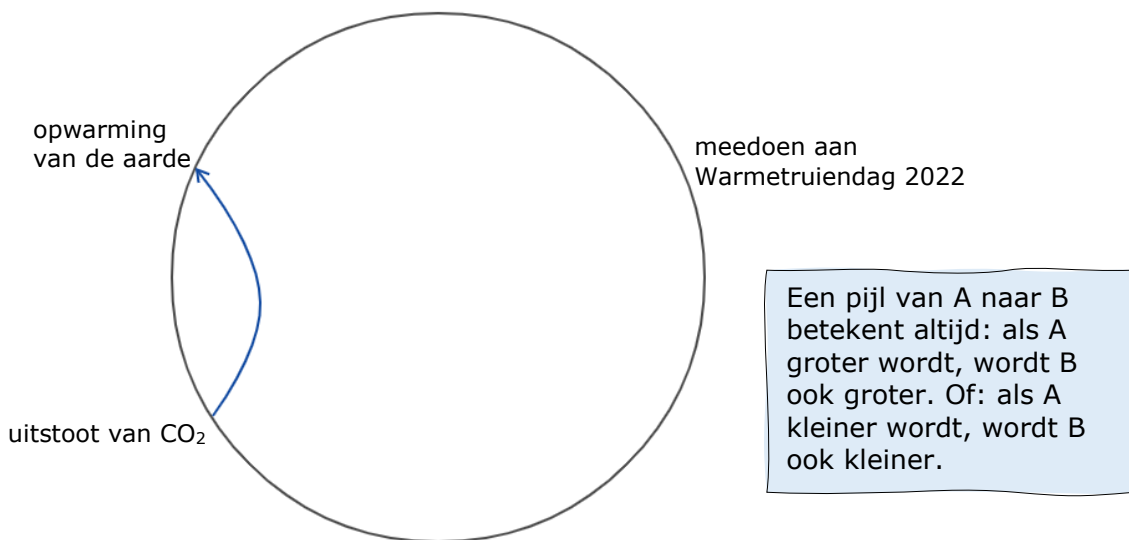 opwarming
van de aarde
meedoen aan
Warmetruiendag 2022
uitstoot van CO₂
Een pijl van A naar B
betekent altijd: als A
groter wordt, wordt B
ook groter. Of: als A
kleiner wordt, wordt B
ook kleiner.